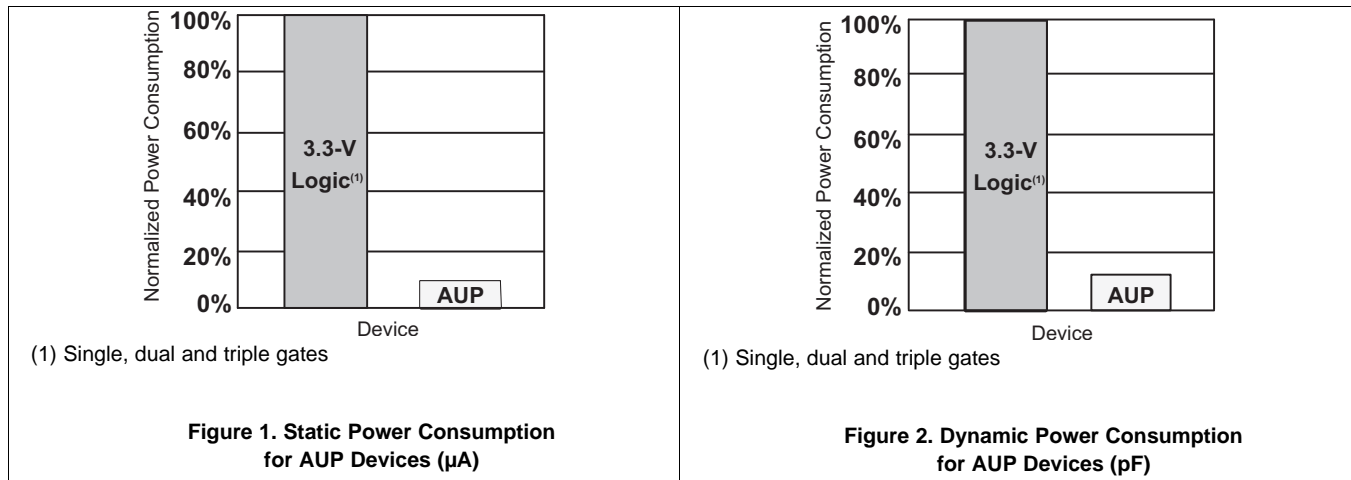 Normalized Power Consumption
100%
80%
60%
40%
20%
0%
3.3-V
Logic(1)
AUP
Device
(1) Single, dual and triple gates
Figure 1. Static Power Consumption
for AUP Devices (µA)
Normalized Power Consumption
100%
80%
60%
40%
20%
0%
3.3-V
Logic(1)
AUP
Device
(1) Single, dual and triple gates
Figure 2. Dynamic Power Consumption
for AUP Devices (pF)